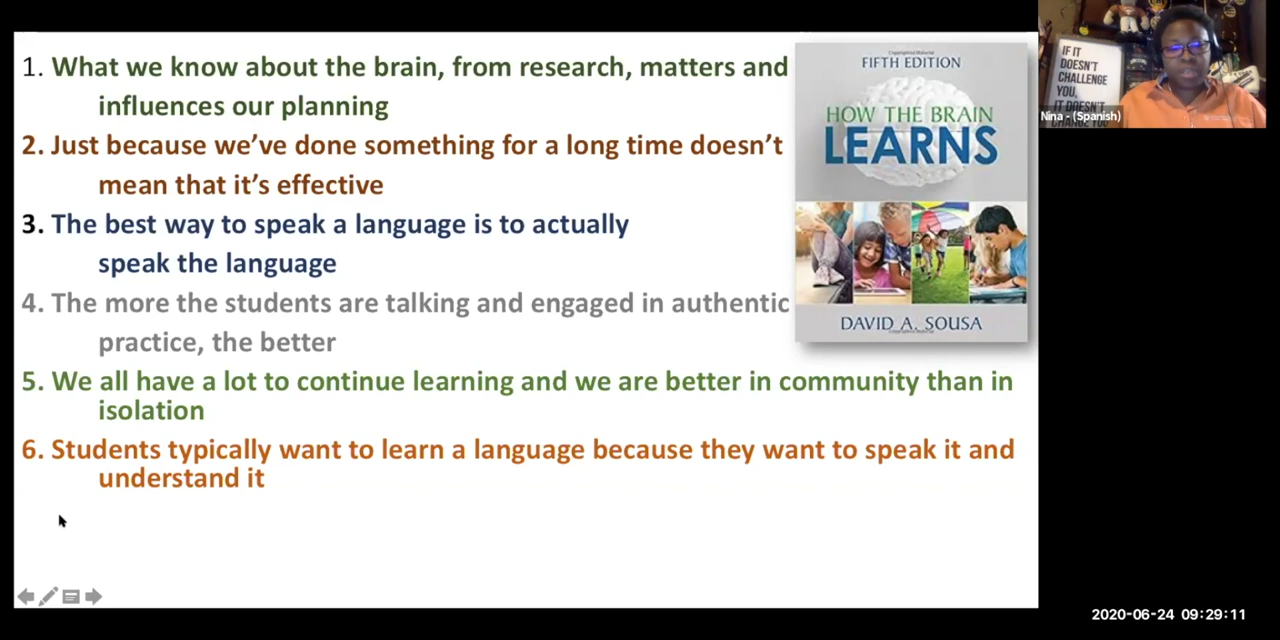 1. What we know about the brain, from research, matters and
influences our planning
2. Just because we've done something for a long time doesn't
mean that it's effective
3. The best way to speak a language is to actually
speak the language
4. The more the students are talking and engaged in authentic
practice, the better
5. We all have a lot to continue learning and we are better in community than in
isolation
6. Students typically want to learn a language because they want to speak it and
understand it
FIFTH EDITION
HOW THE BRAIN
LEARNS
DAVID A. SOUSA
IF IT
DOESN'T
CHALLENGE
YOU,
IT DOESN'T
CHANGE YOU
Nina - (Spanish)
2020-06-24 09:29:11